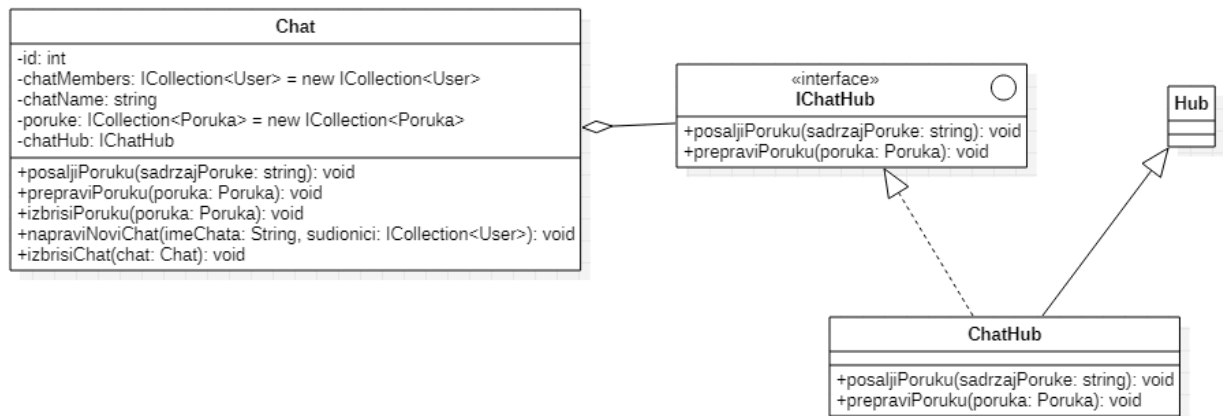 Chat
-id: int
-chatMembers: ICollection<User> = new ICollection<User>
-chatName: string
-poruke: ICollection<Poruka> = new ICollection<Poruka>
-chatHub: IChatHub
+posaljiPoruku(sadrzajPoruke: string): void
+prepraviPoruku(poruka: Poruka): void
+izbrisiPoruku(poruka: Poruka): void
+napraviNoviChat(imeChata: String, sudionici: ICollection<User>): void
+izbrisiChat(chat: Chat): void
«interface»
IChatHub
+posaljiPoruku(sadrzajPoruke: string): void
+prepraviPoruku(poruka: Poruka): void
Hub
ChatHub
+posaljiPoruku(sadrzajPoruke: string): void
+prepraviPoruku(poruka: Poruka): void